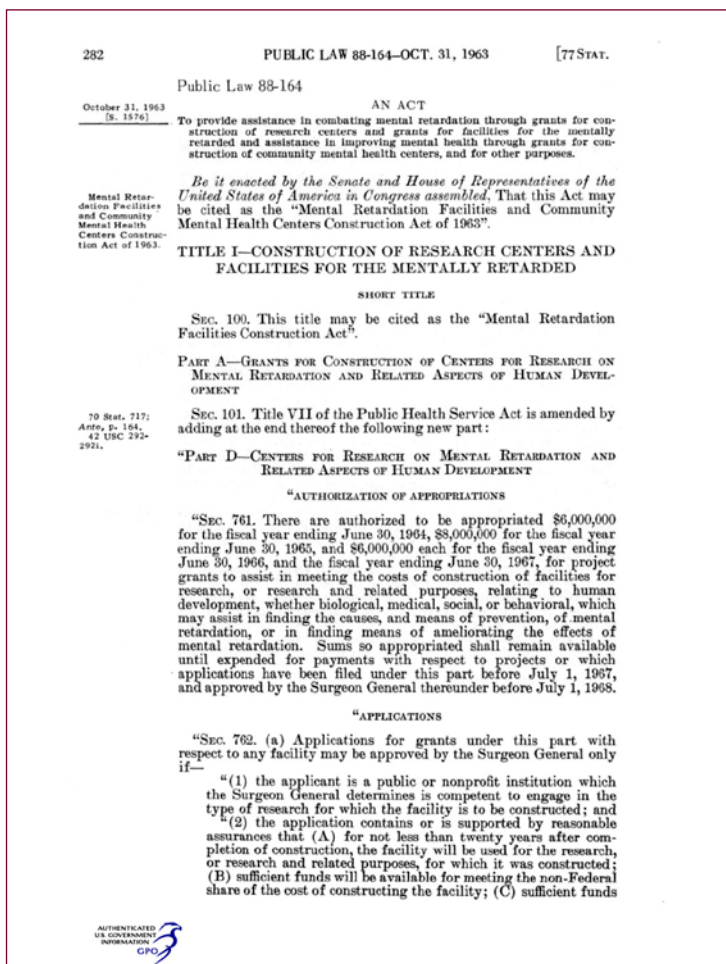 282 PUBLIC LAW 88-164–OCT. 31, 1963 [77 STAT.
Public Law 88-164
October 31, 1963
[S. 1576]
AN ACT
To provide assistance in combating mental retardation through grants for con-
struction of research centers and grants for facilities for the mentally
retarded and assistance in improving mental health through grants for con-
struction of community mental health centers, and for other purposes.
Mental Retar-
dation Facilities
and Community
Mental Health
Centers Construc-
tion Act of 1963.
Be it enacted by the Senate and House of Representatives of the
United States of America in Congress assembled, That this Act may
be cited as the "Mental Retardation Facilities and Community
Mental Health Centers Construction Act of 1963".
TITLE I—CONSTRUCTION OF RESEARCH CENTERS AND
FACILITIES FOR THE MENTALLY RETARDED
SHORT TITLE
SEC. 100. This title may be cited as the "Mental Retardation
Facilities Construction Act".
PART A—GRANTS FOR CONSTRUCTION OF CENTERS FOR RESEARCH ON
MENTAL RETARDATION AND RELATED ASPECTS OF HUMAN DEVEL-
OPMENT
70 Stat. 717;
Ante, p. 164.
42 USC 292-
292i.
SEC. 101. Title VII of the Public Health Service Act is amended by
adding at the end thereof the following new part:
"PART D—CENTERS FOR RESEARCH ON MENTAL RETARDATION AND
RELATED ASPECTS OF HUMAN DEVELOPMENT
"AUTHORIZATION OF APPROPRIATIONS
"SEC. 761. There are authorized to be appropriated $6,000,000
for the fiscal year ending June 30, 1964, $8,000,000 for the fiscal year
ending June 30, 1965, and $6,000,000 each for the fiscal year ending
June 30, 1966, and the fiscal year ending June 30, 1967, for project
grants to assist in meeting the costs of construction of facilities for
research, or research and related purposes, relating to human
development, whether biological, medical, social, or behavioral, which
may assist in finding the causes, and means of prevention, of mental
retardation, or in finding means of ameliorating the effects of
mental retardation. Sums so appropriated shall remain available
until expended for payments with respect to projects or which
applications have been filed under this part before July 1, 1967,
and approved by the Surgeon General thereunder before July 1, 1968.
"APPLICATIONS
"SEC. 762. (a) Applications for grants under this part with
respect to any facility may be approved by the Surgeon General only
if—
"(1) the applicant is a public or nonprofit institution which
the Surgeon General determines is competent to engage in the
type of research for which the facility is to be constructed; and
"(2) the application contains or is supported by reasonable
assurances that (A) for not less than twenty years after com-
pletion of construction, the facility will be used for the research,
or research and related purposes, for which it was constructed;
(B) sufficient funds will be available for meeting the non-Federal
share of the cost of constructing the facility; (C) sufficient funds
AUTHENTICATED
U.S. GOVERNMENT
INFORMATION
GPO